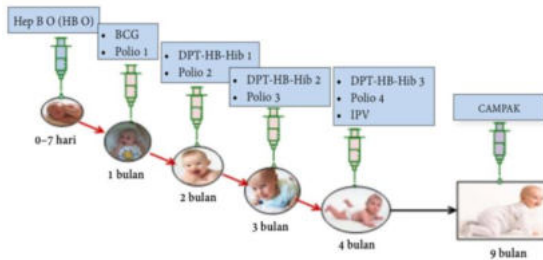 Hep B O (HB O)
• BCG
• Polio 1
• DPT-HB-Hib 1
• Polio 2
• DPT-HB-Hib 2
• Polio 3
• DPT-HB-Hib 3
• Polio 4
• IPV
CAMPAK
0–7 hari
1 bulan
2 bulan
3 bulan
4 bulan
9 bulan